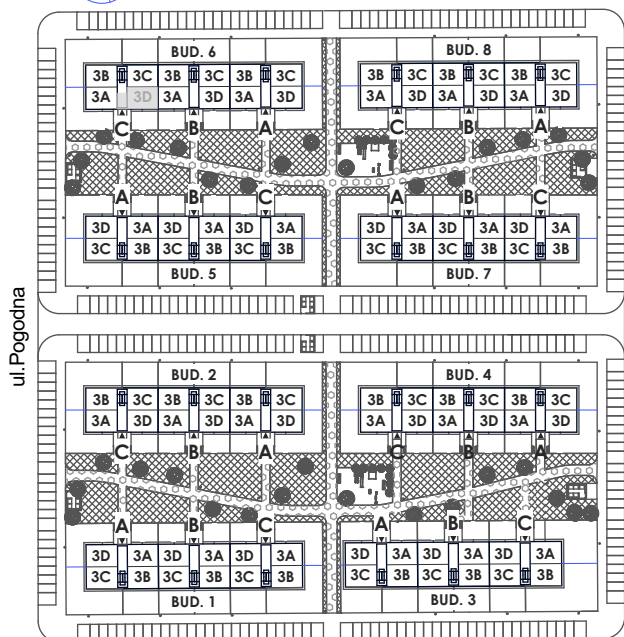 BUD. 6 BUD. 8
3B 3C 3B 3C 3B 3C 3B 3C 3B 3C 3B 3C
3A 3D 3A 3D 3A 3D 3A 3D 3A 3D 3A 3D
C B A C B A
A B C A B C
3D 3A 3D 3A 3D 3A 3D 3A 3D 3A 3D 3A
3C 3B 3C 3B 3C 3B 3C 3B 3C 3B 3C 3B
BUD. 5 BUD. 7
ul.Pogodna
BUD. 2 BUD. 4
3B 3C 3B 3C 3B 3C 3B 3C 3B 3C 3B 3C
3A 3D 3A 3D 3A 3D 3A 3D 3A 3D 3A 3D
C B A C B A
A B C A B C
3D 3A 3D 3A 3D 3A 3D 3A 3D 3A 3D 3A
3C 3B 3C 3B 3C 3B 3C 3B 3C 3B 3C 3B
BUD. 1 BUD. 3